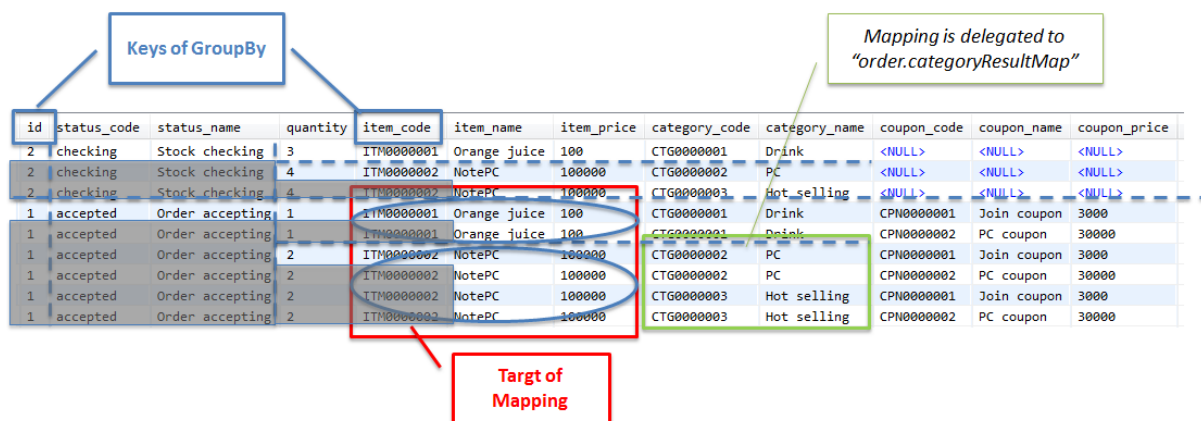 Keys of GroupBy
Mapping is delegated to
“order.categoryResultMap”
id status_code status_name quantity item_code item_name item_price category_code category_name coupon_code coupon_name coupon_price
2 checking Stock checking 3 ITM0000001 Orange juice 100 CTG0000001 Drink <NULL> <NULL> <NULL>
2 checking Stock checking 4 ITM0000002 NotePC 100000 CTG0000002 PC <NULL> <NULL> <NULL>
2 checking Stock checking 4 ITM0000002 NotePC 100000 CTG0000003 Hot selling <NULL> <NULL> <NULL>
1 accepted Order accepting 1 ITM0000001 Orange juice 100 CTG0000001 Drink CPN0000001 Join coupon 3000
1 accepted Order accepting 1 ITM0000001 Orange juice 100 CTG0000001 Drink CPN0000002 PC coupon 30000
1 accepted Order accepting 2 ITM0000002 NotePC 100000 CTG0000002 PC CPN0000001 Join coupon 3000
1 accepted Order accepting 2 ITM0000002 NotePC 100000 CTG0000002 PC CPN0000002 PC coupon 30000
1 accepted Order accepting 2 ITM0000002 NotePC 100000 CTG0000003 Hot selling CPN0000001 Join coupon 3000
1 accepted Order accepting 2 ITM0000002 NotePC 100000 CTG0000003 Hot selling CPN0000002 PC coupon 30000
Targt of
Mapping